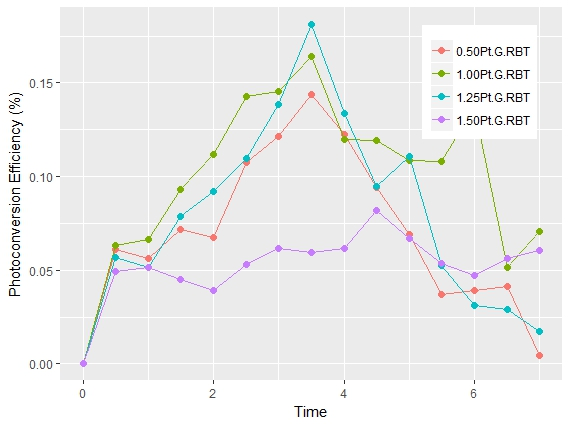 0.50Pt.G.RBT
1.00Pt.G.RBT
1.25Pt.G.RBT
1.50Pt.G.RBT
Photoconversion Efficiency (%)
0.15
0.10
0.05
0.00
0 2 4 6
Time